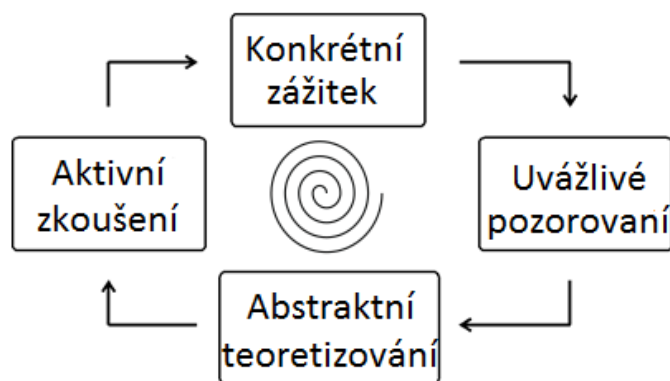 Konkrétní
zážitek
Uvážlivé
pozorovaní
Abstraktní
teoretizování
Aktivní
zkoušení